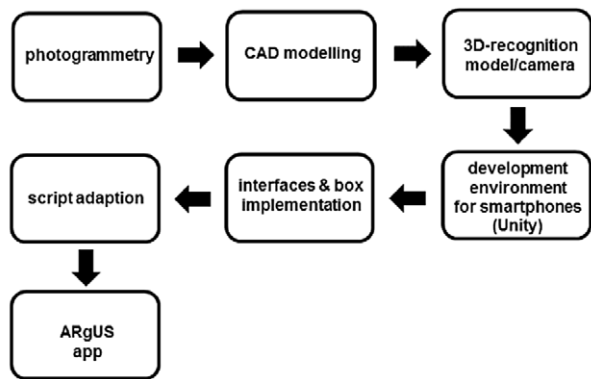 photogrammetry
CAD modelling
3D-recognition
model/camera
development
environment
for smartphones
(Unity)
interfaces & box
implementation
script adaption
ARgUS
app